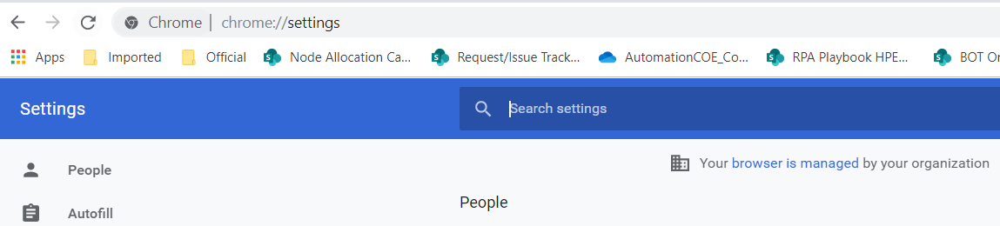 Chrome | chrome://settings
Apps Imported Official Node Allocation Ca... Request/Issue Track... AutomationCOE_Co... RPA Playbook HPE... BOT Or
Settings Search settings
People Your browser is managed by your organization
People
Autofill